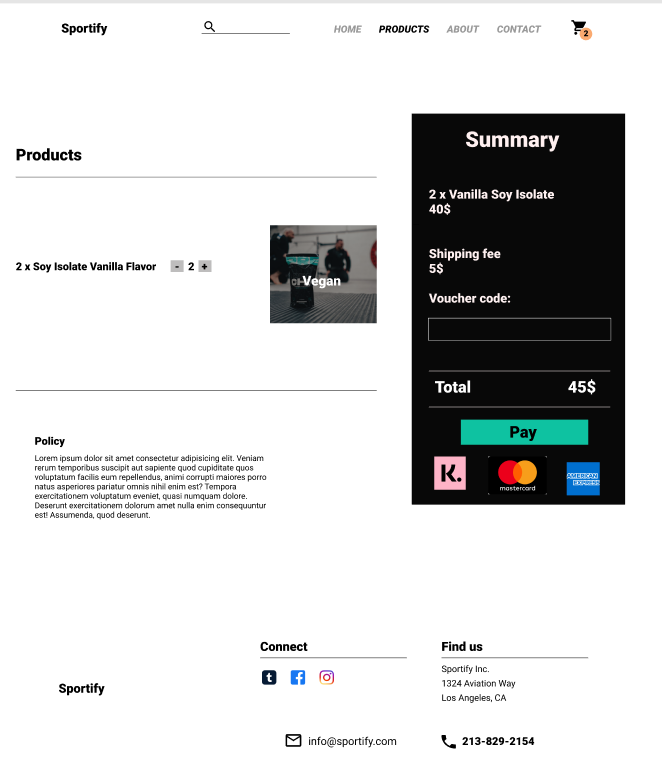 Sportify
HOME PRODUCTS ABOUT CONTACT
2
Products
2 x Soy Isolate Vanilla Flavor - 2 +
Vegan
Policy
Lorem ipsum dolor sit amet consectetur adipisicing elit. Veniam
rerum temporibus suscipit aut sapiente quod cupiditate quos
voluptatum facilis eum repellendus, animi corrupti maiores porro
natus asperiores pariatur omnis nihil enim est? Tempora
exercitationem voluptatum eveniet, quasi numquam dolore.
Deserunt exercitationem dolorum amet nulla enim consequuntur
est! Assumenda, quod deserunt.
Summary
2 x Vanilla Soy Isolate
40$
Shipping fee
5$
Voucher code:
Total 45$
Pay
K.
mastercard
AMERICAN
EXPRESS
Sportify
Connect
t f
info@sportify.com
Find us
Sportify Inc.
1324 Aviation Way
Los Angeles, CA
213-829-2154